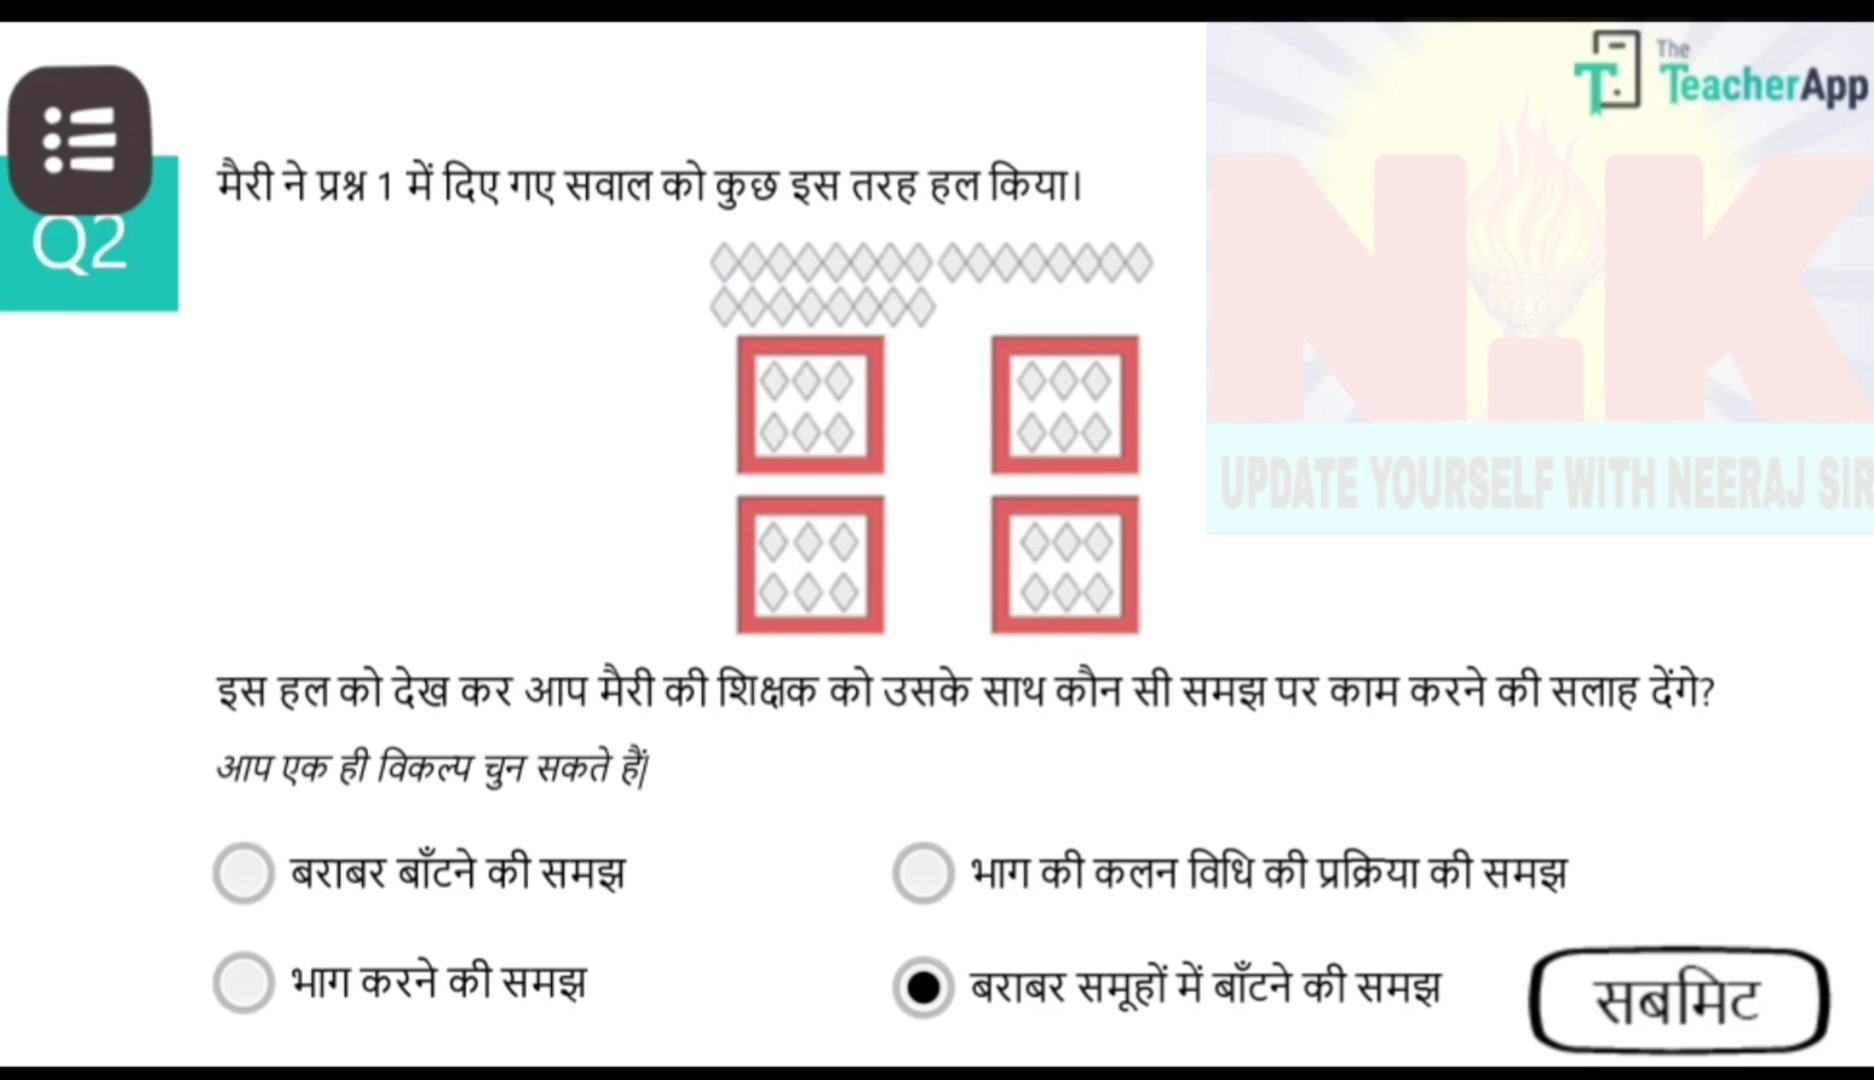 The
TeacherApp
Q2
मैरी ने प्रश्न 1 में दिए गए सवाल को कुछ इस तरह हल किया।
NK
UPDATE YOURSELF WITH NEERAJ SIR
इस हल को देख कर आप मैरी की शिक्षक को उसके साथ कौन सी समझ पर काम करने की सलाह देंगे?
आप एक ही विकल्प चुन सकते हैं|
बराबर बाँटने की समझ
भाग की कलन विधि की प्रक्रिया की समझ
भाग करने की समझ
बराबर समूहों में बाँटने की समझ
सबमिट